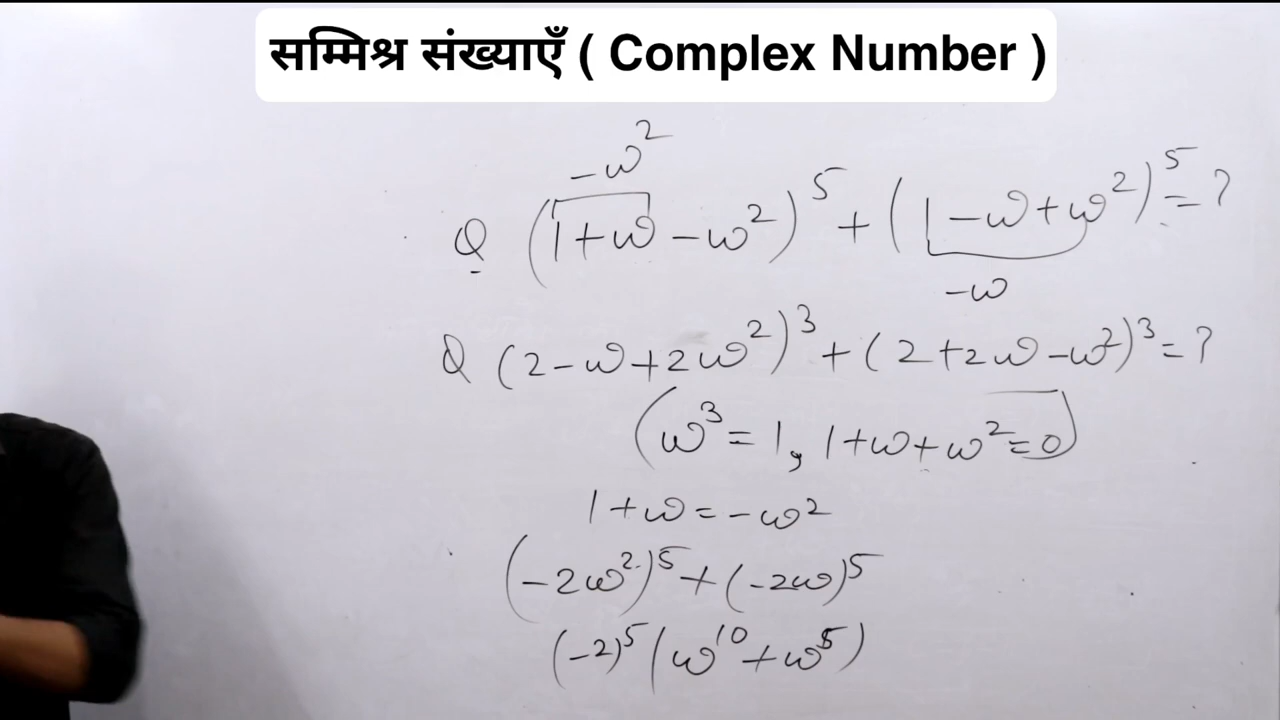 सम्मिश्र संख्याएँ ( Complex Number )
-ω²
Q (1+ω-ω²)⁵+(1-ω+ω²)⁵=?
-ω
Q (2-ω+2ω²)³+(2+2ω-ω²)³=?
(ω³=1, 1+ω+ω²=0)
1+ω=-ω²
(-2ω²)⁵+(-2ω)⁵
(-2)⁵(ω¹⁰+ω⁵)